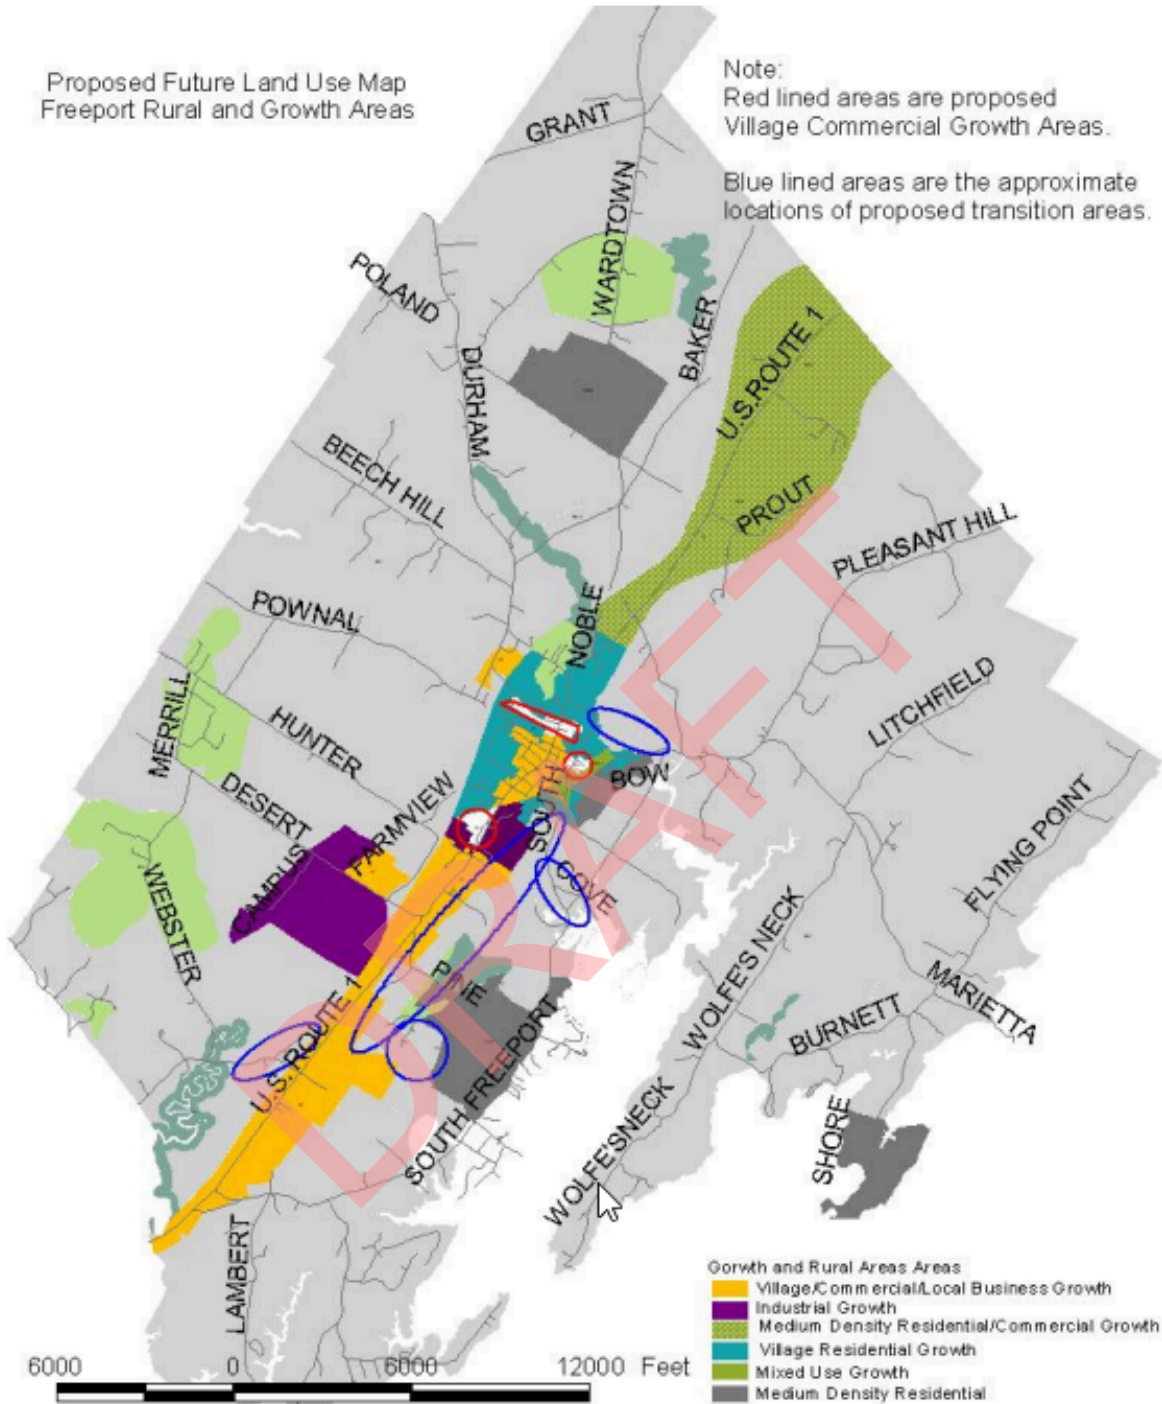 Proposed Future Land Use Map
Freeport Rural and Growth Areas
Note:
Red lined areas are proposed
Village Commercial Growth Areas.
Blue lined areas are the approximate
locations of proposed transition areas.
GRANT
WARDTOWN
POLAND
BAKER
DURHAM
U.S.ROUTE 1
BEECH HILL
PROUT
PLEASANT HILL
POWNAL
NOBLE
MERRILL
HUNTER
LITCHFIELD
DESERT
FARMVIEW
SOUTH
BOW
FLYING POINT
CAMPUS
WEBSTER
COVE
WOLFE'S NECK
PINE
MARIETTA
BURNETT
U.S. ROUTE 1
SOUTH FREEPORT
WOLFE'SNECK
SHORE
LAMBERT
DRAFT
Gorwth and Rural Areas Areas
Village/Commercial/Local Business Growth
Industrial Growth
Medium Density Residential/Commercial Growth
Village Residential Growth
Mixed Use Growth
Medium Density Residential
6000 0 6000 12000 Feet